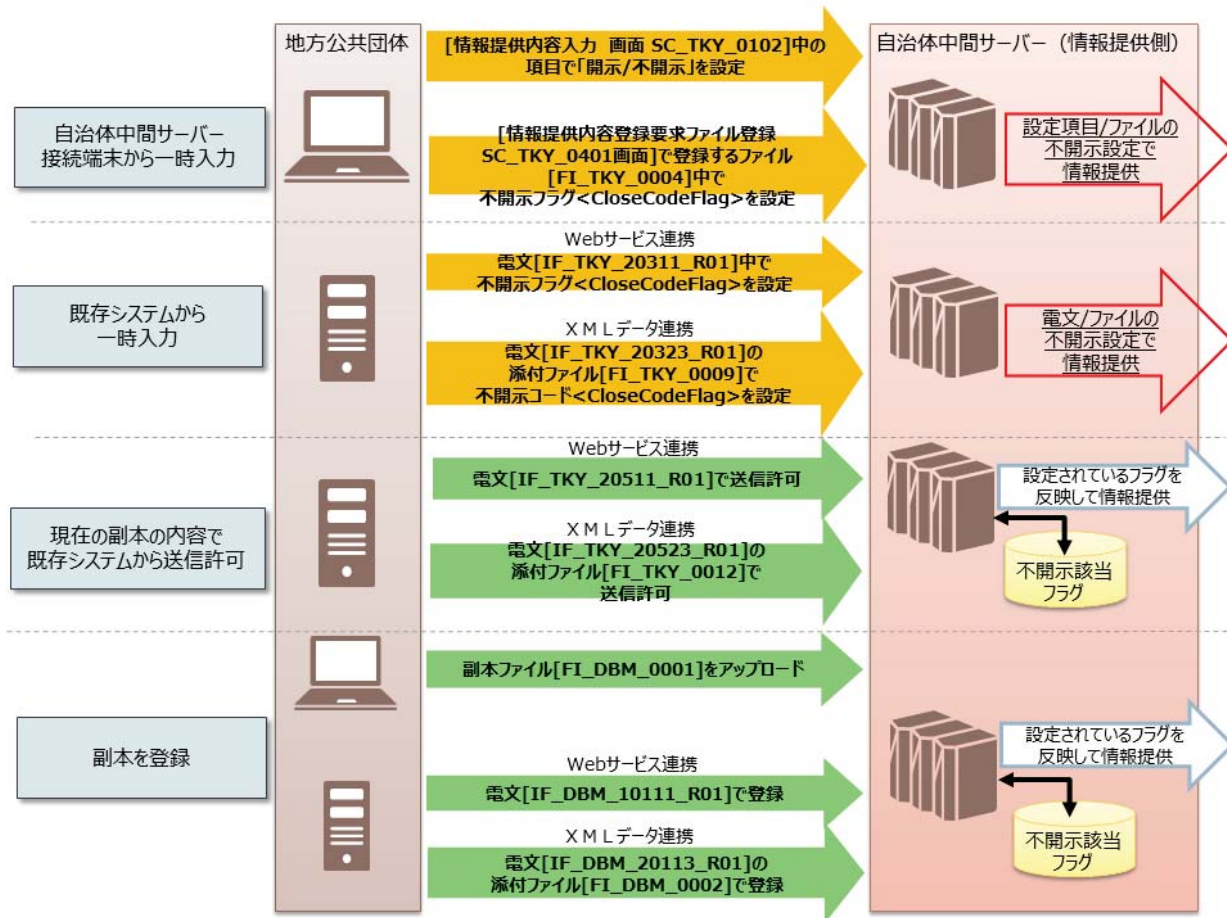 地方公共団体
自治体中間サーバー（情報提供側）
自治体中間サーバー
接続端末から一時入力
[情報提供内容入力 画面 SC_TKY_0102]中の
項目で「開示/不開示」を設定
[情報提供内容登録要求ファイル登録
SC_TKY_0401画面]で登録するファイル
[FI_TKY_0004]中で
不開示フラグ<CloseCodeFlag>を設定
設定項目/ファイルの
不開示設定で
情報提供
既存システムから
一時入力
Webサービス連携
電文[IF_TKY_20311_R01]中で
不開示フラグ<CloseCodeFlag>を設定
ＸＭＬデータ連携
電文[IF_TKY_20323_R01]の
添付ファイル[FI_TKY_0009]で
不開示コード<CloseCodeFlag>を設定
電文/ファイルの
不開示設定で
情報提供
現在の副本の内容で
既存システムから送信許可
Webサービス連携
電文[IF_TKY_20511_R01]で送信許可
ＸＭＬデータ連携
電文[IF_TKY_20523_R01]の
添付ファイル[FI_TKY_0012]で
送信許可
設定されているフラグを
反映して情報提供
不開示該当
フラグ
副本を登録
副本ファイル[FI_DBM_0001]をアップロード
Webサービス連携
電文[IF_DBM_10111_R01]で登録
ＸＭＬデータ連携
電文[IF_DBM_20113_R01]の
添付ファイル[FI_DBM_0002]で登録
設定されているフラグを
反映して情報提供
不開示該当
フラグ